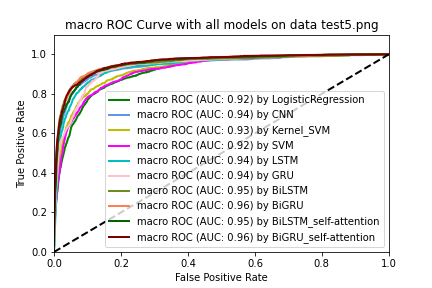 macro ROC Curve with all models on data test5.png
1.0
0.8
0.6
0.4
0.2
0.0
True Positive Rate
macro ROC (AUC: 0.92) by LogisticRegression
macro ROC (AUC: 0.94) by CNN
macro ROC (AUC: 0.93) by Kernel_SVM
macro ROC (AUC: 0.92) by SVM
macro ROC (AUC: 0.94) by LSTM
macro ROC (AUC: 0.94) by GRU
macro ROC (AUC: 0.95) by BiLSTM
macro ROC (AUC: 0.96) by BiGRU
macro ROC (AUC: 0.95) by BiLSTM_self-attention
macro ROC (AUC: 0.96) by BiGRU_self-attention
0.0 0.2 0.4 0.6 0.8 1.0
False Positive Rate